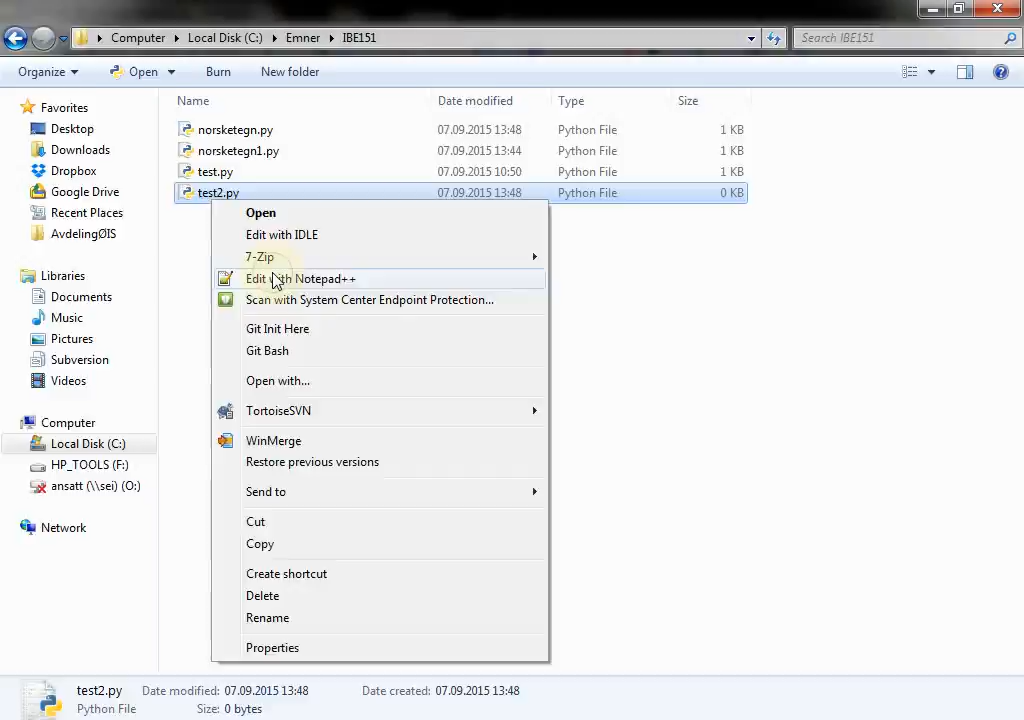 Computer Local Disk (C:) Emner IBE151 Search IBE151
Organize Open Burn New folder
Favorites
Desktop
Downloads
Dropbox
Google Drive
Recent Places
AvdelingØIS
Libraries
Documents
Music
Pictures
Subversion
Videos
Computer
Local Disk (C:)
HP_TOOLS (F:)
ansatt (\\sei) (O:)
Network
Name Date modified Type Size
norsketegn.py 07.09.2015 13:48 Python File 1 KB
norsketegn1.py 07.09.2015 13:44 Python File 1 KB
test.py 07.09.2015 10:50 Python File 1 KB
test2.py 07.09.2015 13:48 Python File 0 KB
Open
Edit with IDLE
7-Zip
Edit with Notepad++
Scan with System Center Endpoint Protection...
Git Init Here
Git Bash
Open with...
TortoiseSVN
WinMerge
Restore previous versions
Send to
Cut
Copy
Create shortcut
Delete
Rename
Properties
test2.py Date modified: 07.09.2015 13:48 Date created: 07.09.2015 13:48
Python File Size: 0 bytes